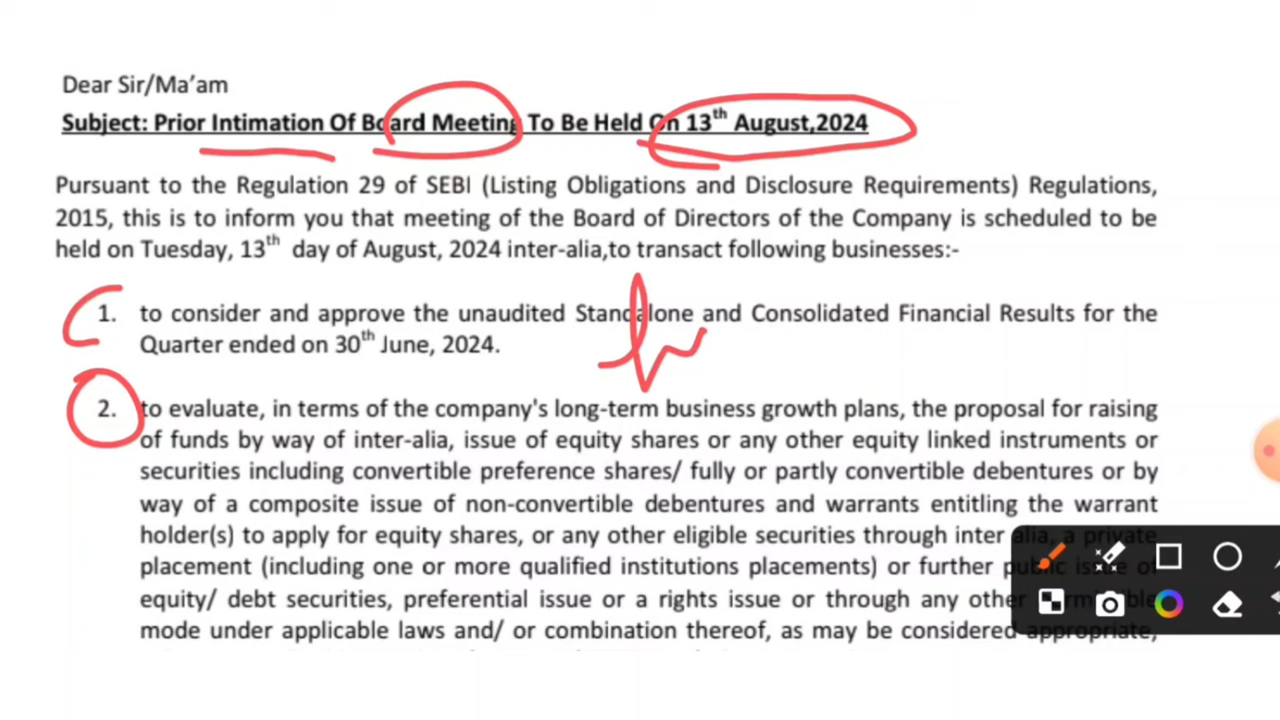 Dear Sir/Ma'am
Subject: Prior Intimation Of Board Meeting To Be Held On 13th August,2024
Pursuant to the Regulation 29 of SEBI (Listing Obligations and Disclosure Requirements) Regulations,
2015, this is to inform you that meeting of the Board of Directors of the Company is scheduled to be
held on Tuesday, 13th day of August, 2024 inter-alia,to transact following businesses:-
1. to consider and approve the unaudited Standalone and Consolidated Financial Results for the
Quarter ended on 30th June, 2024.
2. to evaluate, in terms of the company's long-term business growth plans, the proposal for raising
of funds by way of inter-alia, issue of equity shares or any other equity linked instruments or
securities including convertible preference shares/ fully or partly convertible debentures or by
way of a composite issue of non-convertible debentures and warrants entitling the warrant
holder(s) to apply for equity shares, or any other eligible securities through inter alia, a private
placement (including one or more qualified institutions placements) or further public issue of
equity/ debt securities, preferential issue or a rights issue or through any other
mode under applicable laws and/ or combination thereof, as may be considered appropriate,